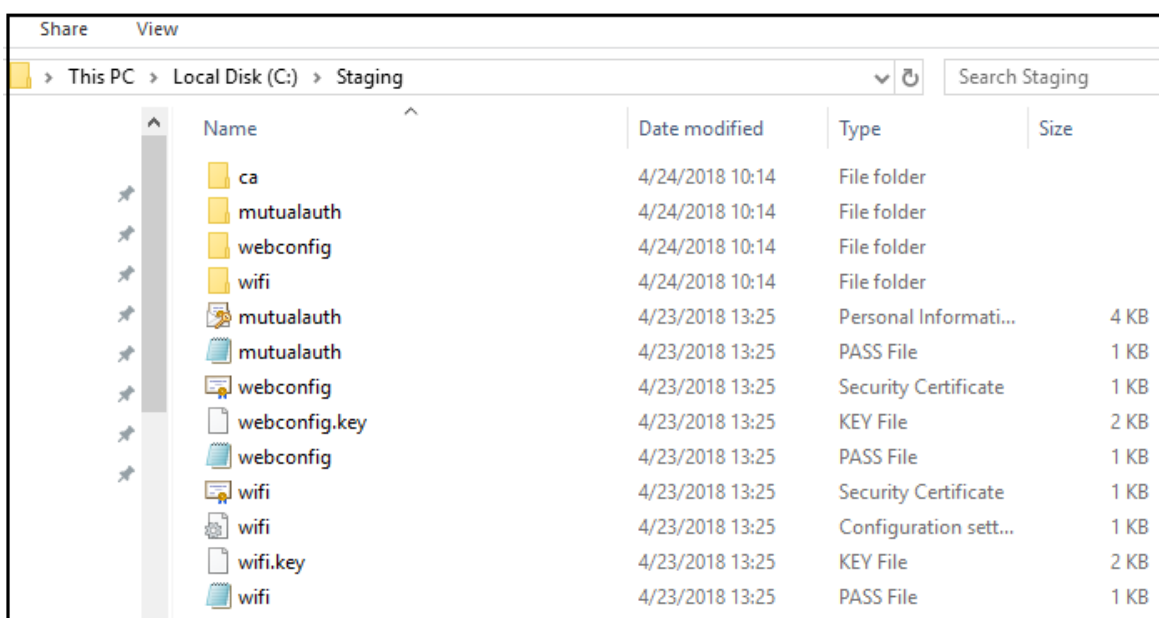 Share View
This PC > Local Disk (C:) > Staging Search Staging
Name Date modified Type Size
ca 4/24/2018 10:14 File folder
mutualauth 4/24/2018 10:14 File folder
webconfig 4/24/2018 10:14 File folder
wifi 4/24/2018 10:14 File folder
mutualauth 4/23/2018 13:25 Personal Informati... 4 KB
mutualauth 4/23/2018 13:25 PASS File 1 KB
webconfig 4/23/2018 13:25 Security Certificate 1 KB
webconfig.key 4/23/2018 13:25 KEY File 2 KB
webconfig 4/23/2018 13:25 PASS File 1 KB
wifi 4/23/2018 13:25 Security Certificate 1 KB
wifi 4/23/2018 13:25 Configuration sett... 1 KB
wifi.key 4/23/2018 13:25 KEY File 2 KB
wifi 4/23/2018 13:25 PASS File 1 KB